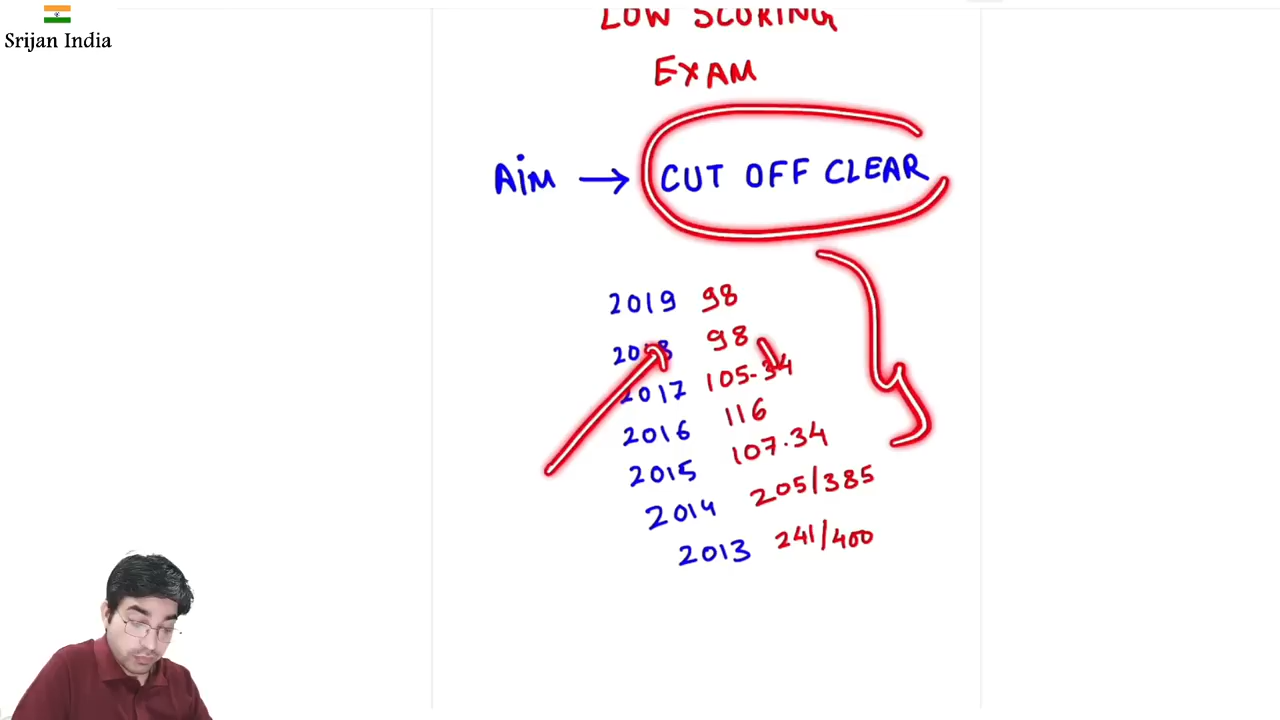 Srijan India
LOW SCORING
EXAM
AIM → CUT OFF CLEAR
2019 98
2018 98
2017 105.34
2016 116
2015 107.34
2014 205/385
2013 241/400